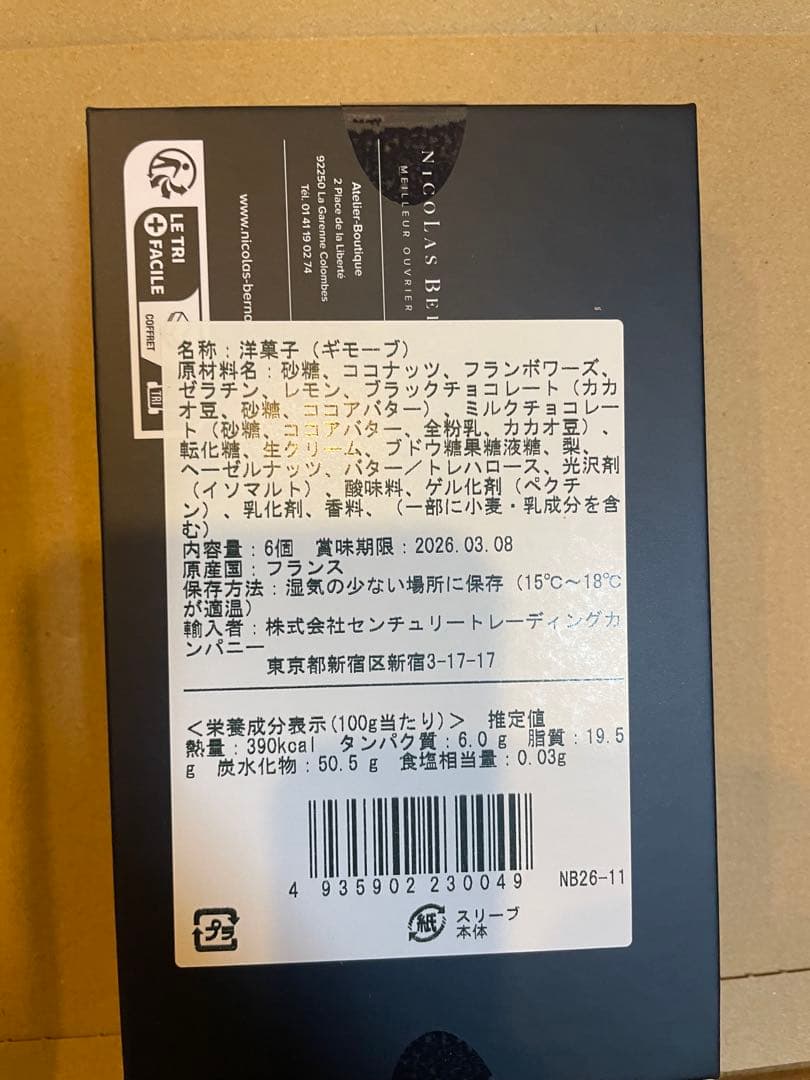 NICOLAS BE
MEILLEUR OUVRIER
Atelier-Boutique
2 Place de la Liberté
92250 La Garenne Colombes
Tél. 01 41 19 02 74
www.nicolas-berna
LE TRI
+ FACILE
COFFRET
TRI
名称：洋菓子（ギモーブ）
原材料名：砂糖、ココナッツ、フランボワーズ、
ゼラチン、レモン、ブラックチョコレート（カカ
オ豆、砂糖、ココアバター）、ミルクチョコレー
ト（砂糖、ココアバター、全粉乳、カカオ豆）、
転化糖、生クリーム、ブドウ糖果糖液糖、梨、
ヘーゼルナッツ、バター／トレハロース、光沢剤
（イソマルト）、酸味料、ゲル化剤（ペクチ
ン）、乳化剤、香料、（一部に小麦・乳成分を含
む）
内容量：6個 賞味期限：2026.03.08
原産国：フランス
保存方法：湿気の少ない場所に保存（15℃〜18℃
が適温）
輸入者：株式会社センチュリートレーディングカ
ンパニー
東京都新宿区新宿3-17-17
＜栄養成分表示(100g当たり)＞ 推定値
熱量：390kcal タンパク質：6.0 g 脂質：19.5
g 炭水化物：50.5 g 食塩相当量：0.03g
4 935902 230049
NB26-11
プラ
紙
スリーブ
本体